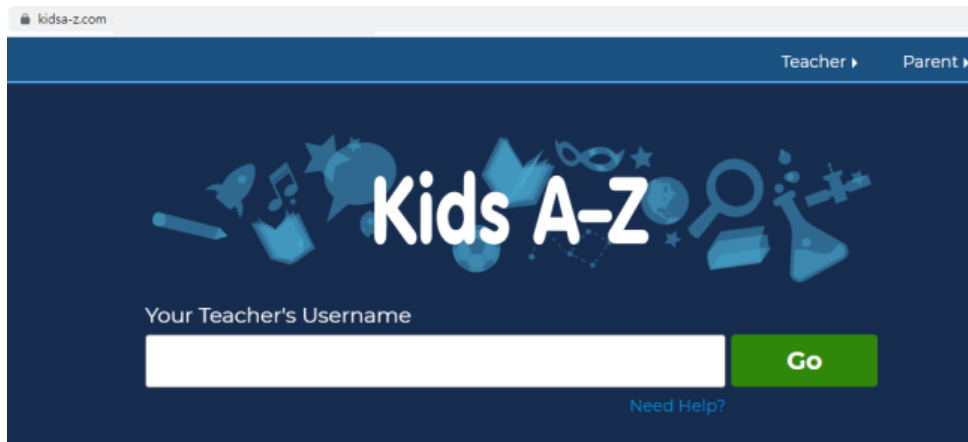 kidsa-z.com
Teacher Parent
Kids A-Z
Your Teacher's Username
Go
Need Help?